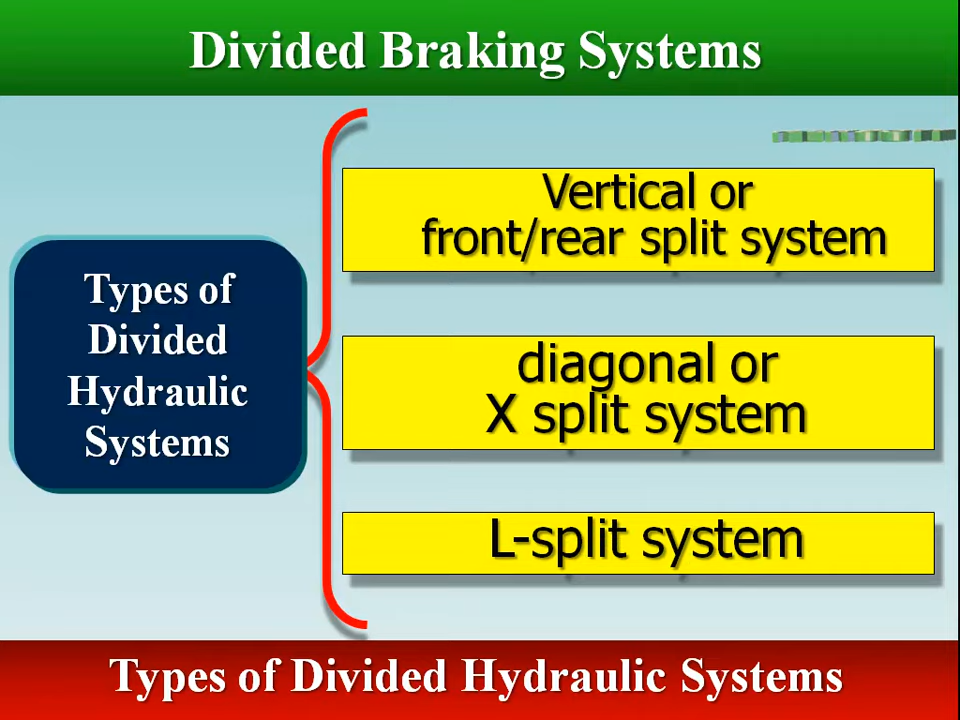 Divided Braking Systems
Types of
Divided
Hydraulic
Systems
Vertical or
front/rear split system
diagonal or
X split system
L-split system
Types of Divided Hydraulic Systems